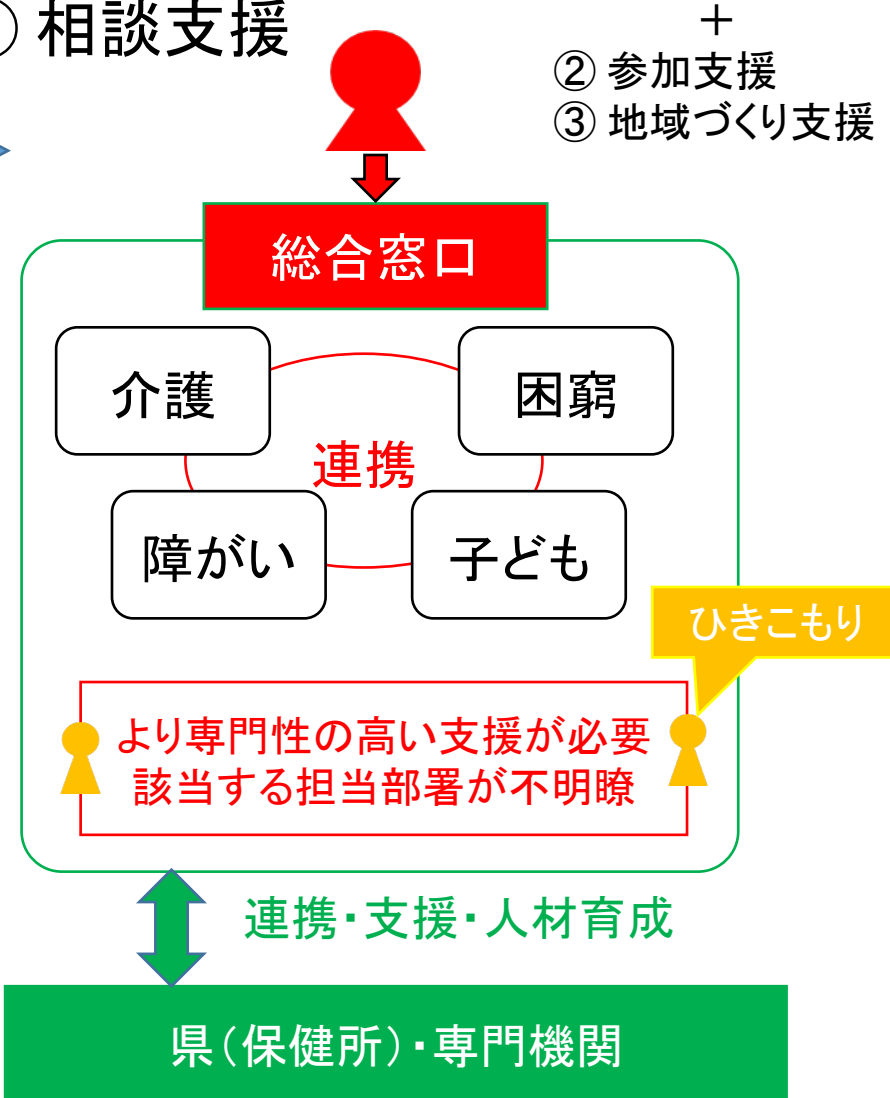 相談支援
＋
② 参加支援
③ 地域づくり支援
総合窓口
介護
困窮
連携
障がい
子ども
ひきこもり
より専門性の高い支援が必要
該当する担当部署が不明瞭
連携・支援・人材育成
県（保健所）・専門機関